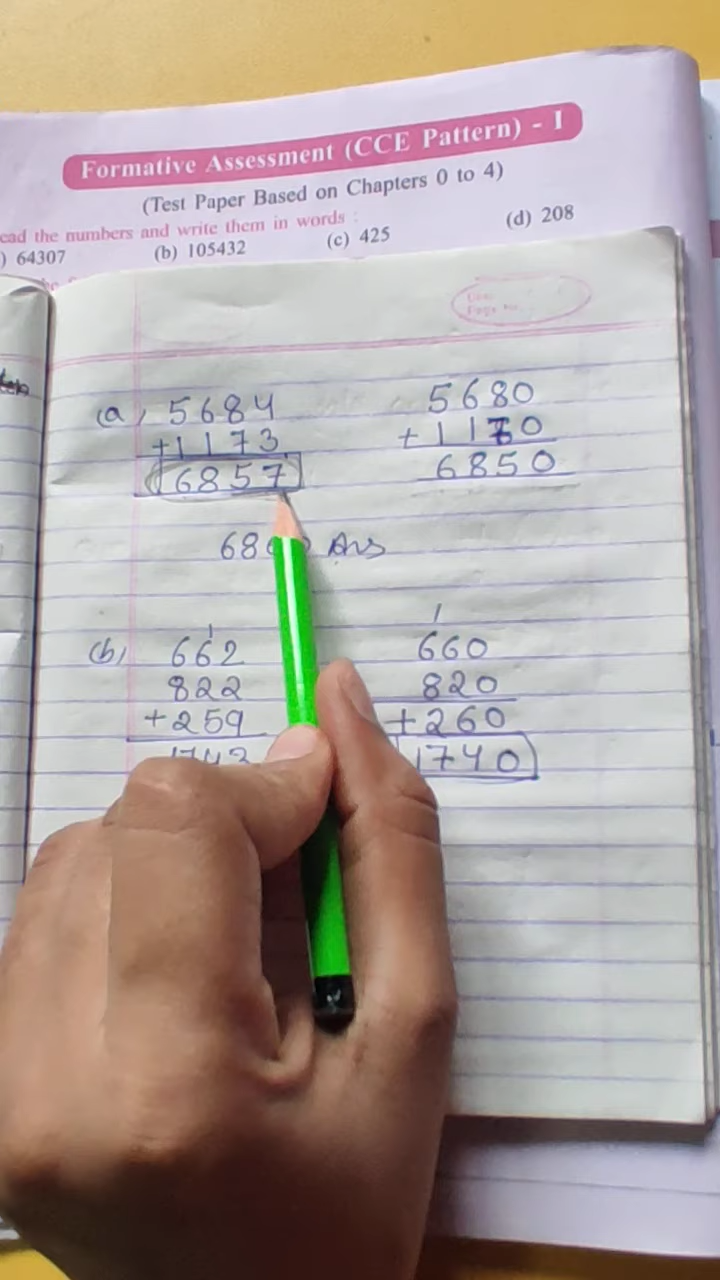 Formative Assessment (CCE Pattern) - I
(Test Paper Based on Chapters 0 to 4)
ead the numbers and write them in words :
) 64307 (b) 105432 (c) 425 (d) 208
(a) 5684 5680
+1173 +1170
6857 6850
Ans
(b) 1 1
662 660
822 820
+259 +260
1740